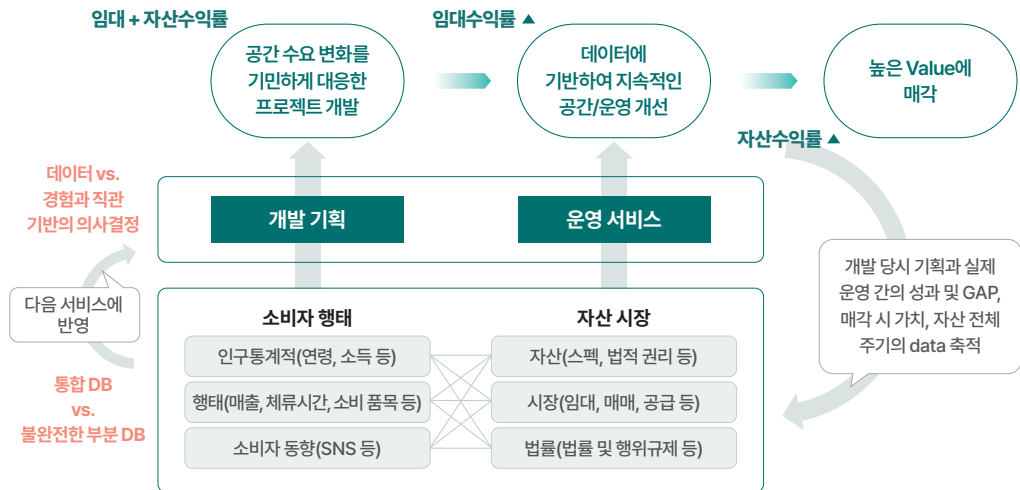 임대 + 자산수익률
공간 수요 변화를
기민하게 대응한
프로젝트 개발
임대수익률 ▲
데이터에
기반하여 지속적인
공간/운영 개선
높은 Value에
매각
자산수익률 ▲
데이터 vs.
경험과 직관
기반의 의사결정
개발 기획
운영 서비스
개발 당시 기획과 실제
운영 간의 성과 및 GAP,
매각 시 가치, 자산 전체
주기의 data 축적
다음 서비스에
반영
소비자 행태
자산 시장
인구통계적(연령, 소득 등)
자산(스펙, 법적 권리 등)
행태(매출, 체류시간, 소비 품목 등)
시장(임대, 매매, 공급 등)
소비자 동향(SNS 등)
법률(법률 및 행위규제 등)
통합 DB
vs.
불완전한 부분 DB